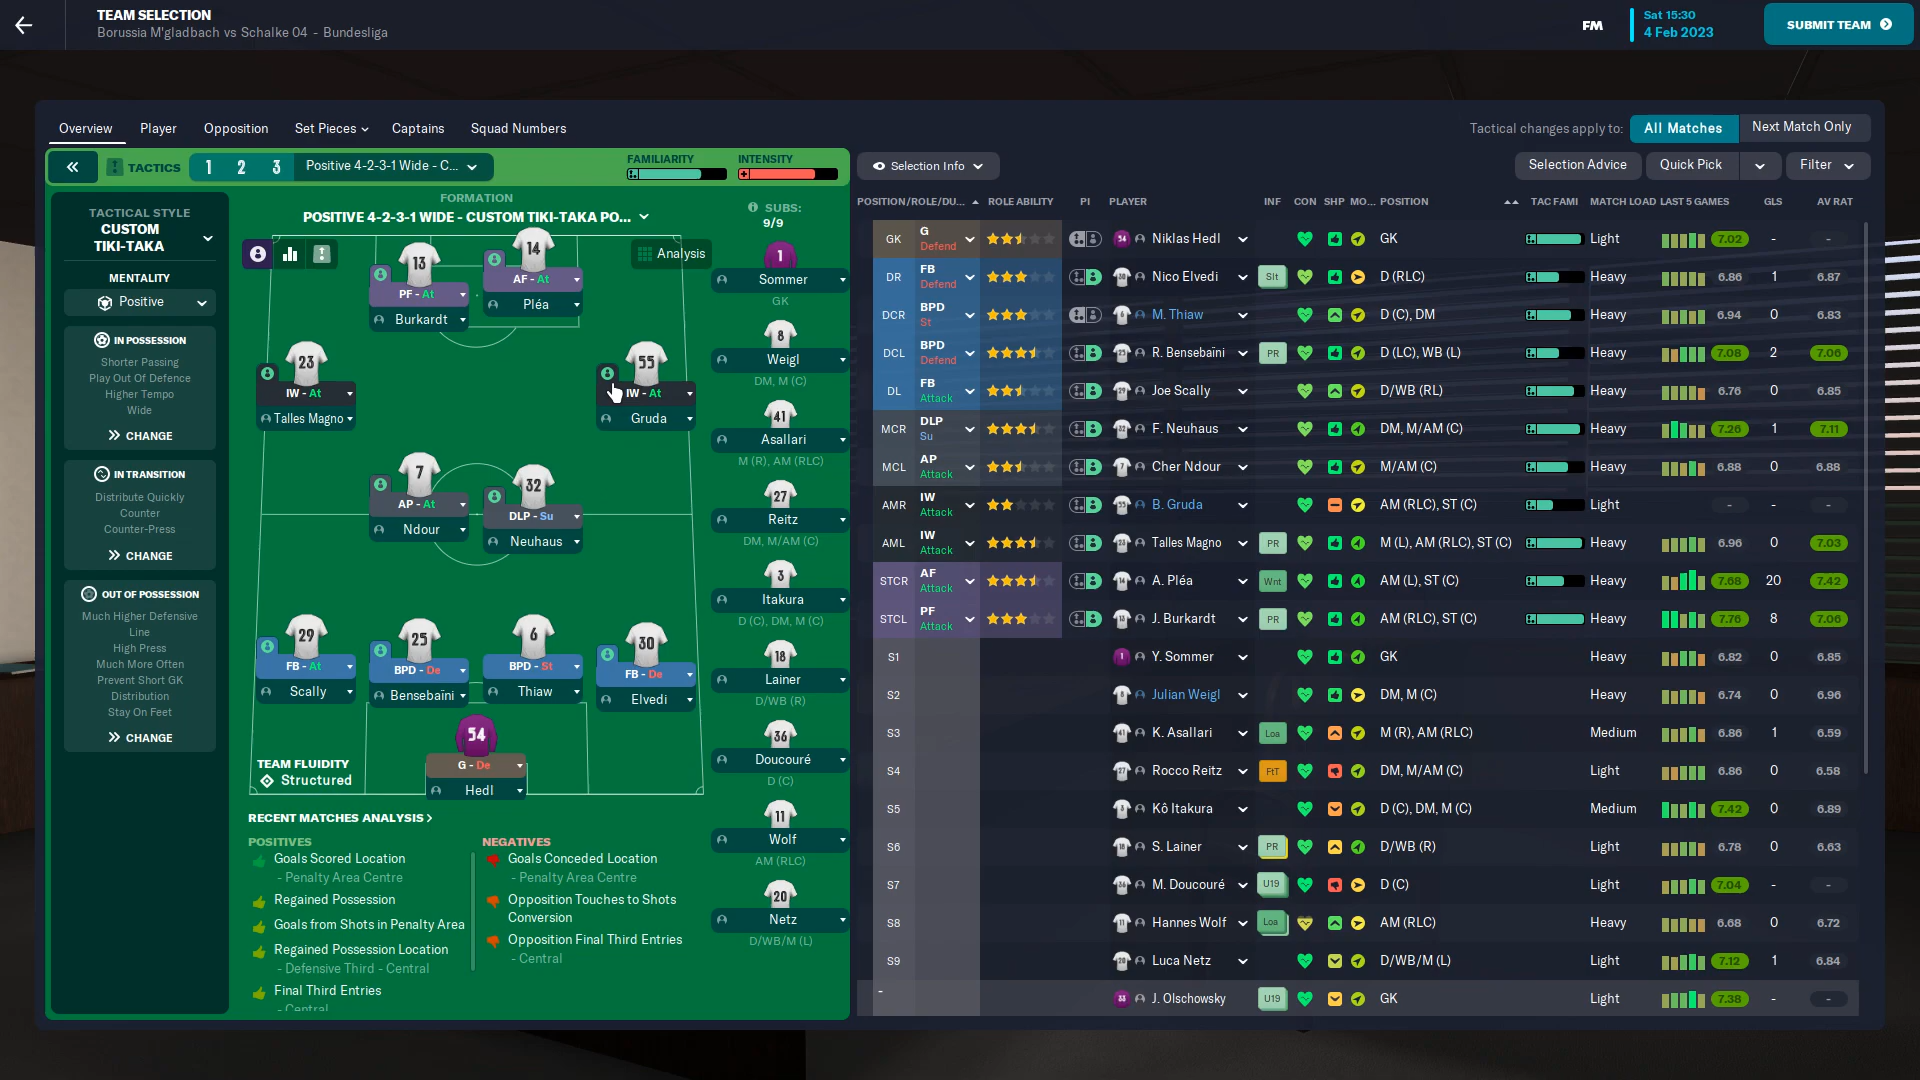 TEAM SELECTION
Borussia M'gladbach vs Schalke 04 - Bundesliga
FM
Sat 15:30
4 Feb 2023
SUBMIT TEAM
Overview
Player
Opposition
Set Pieces
Captains
Squad Numbers
Tactical changes apply to:
All Matches
Next Match Only
TACTICS
1 2 3
Positive 4-2-3-1 Wide - C...
FAMILIARITY
INTENSITY
Selection Info
Selection Advice
Quick Pick
Filter
TACTICAL STYLE
CUSTOM
TIKI-TAKA
MENTALITY
Positive
IN POSSESSION
Shorter Passing
Play Out Of Defence
Higher Tempo
Wide
CHANGE
IN TRANSITION
Distribute Quickly
Counter
Counter-Press
CHANGE
OUT OF POSSESSION
Much Higher Defensive
Line
High Press
Much More Often
Prevent Short GK
Distribution
Stay On Feet
CHANGE
FORMATION
POSITIVE 4-2-3-1 WIDE - CUSTOM TIKI-TAKA PO...
Analysis
13
PF - At
Burkardt
14
AF - At
Pléa
23
IW - At
Talles Magno
55
IW - At
Gruda
7
AP - At
Ndour
32
DLP - Su
Neuhaus
29
FB - At
Scally
25
BPD - De
Bensebaïni
6
BPD - St
Thiaw
30
FB - De
Elvedi
54
G - De
Hedl
TEAM FLUIDITY
Structured
SUBS:
9/9
1
Sommer
GK
8
Weigl
DM, M (C)
41
Asallari
M (R), AM (RLC)
27
Reitz
DM, M/AM (C)
3
Itakura
D (C), DM, M (C)
18
Lainer
D/WB (R)
36
Doucouré
D (C)
11
Wolf
AM (RLC)
20
Netz
D/WB/M (L)
RECENT MATCHES ANALYSIS >
POSITIVES
Goals Scored Location
- Penalty Area Centre
Regained Possession
Goals from Shots in Penalty Area
Regained Possession Location
- Defensive Third - Central
Final Third Entries
- Central
NEGATIVES
Goals Conceded Location
- Penalty Area Centre
Opposition Touches to Shots
Conversion
Opposition Final Third Entries
- Central
POSITION/ROLE/DU... ROLE ABILITY PI PLAYER INF CON SHP MO... POSITION TAC FAMI MATCH LOAD LAST 5 GAMES GLS AV RAT
GK G Defend Niklas Hedl GK Light 7.02 - -
DR FB Defend Nico Elvedi Slt D (RLC) Heavy 6.86 1 6.87
DCR BPD St M. Thiaw D (C), DM Heavy 6.94 0 6.83
DCL BPD Defend R. Bensebaïni PR D (LC), WB (L) Heavy 7.08 2 7.06
DL FB Attack Joe Scally D/WB (RL) Heavy 6.76 0 6.85
MCR DLP Su F. Neuhaus DM, M/AM (C) Heavy 7.26 1 7.11
MCL AP Attack Cher Ndour M/AM (C) Heavy 6.88 0 6.88
AMR IW Attack B. Gruda AM (RLC), ST (C) Light - - -
AML IW Attack Talles Magno PR M (L), AM (RLC), ST (C) Heavy 6.96 0 7.03
STCR AF Attack A. Pléa Wnt AM (L), ST (C) Heavy 7.68 20 7.42
STCL PF Attack J. Burkardt PR AM (RLC), ST (C) Heavy 7.76 8 7.06
S1 Y. Sommer GK Heavy 6.82 0 6.85
S2 Julian Weigl DM, M (C) Heavy 6.74 0 6.96
S3 K. Asallari Loa M (R), AM (RLC) Medium 6.86 1 6.59
S4 Rocco Reitz FtT DM, M/AM (C) Light 6.86 0 6.58
S5 Kô Itakura D (C), DM, M (C) Medium 7.42 0 6.89
S6 S. Lainer PR D/WB (R) Light 6.78 0 6.63
S7 M. Doucouré U19 D (C) Light 7.04 - -
S8 Hannes Wolf Loa AM (RLC) Heavy 6.68 0 6.72
S9 Luca Netz D/WB/M (L) Light 7.12 1 6.84
- J. Olschowsky U19 GK Light 7.38 - -